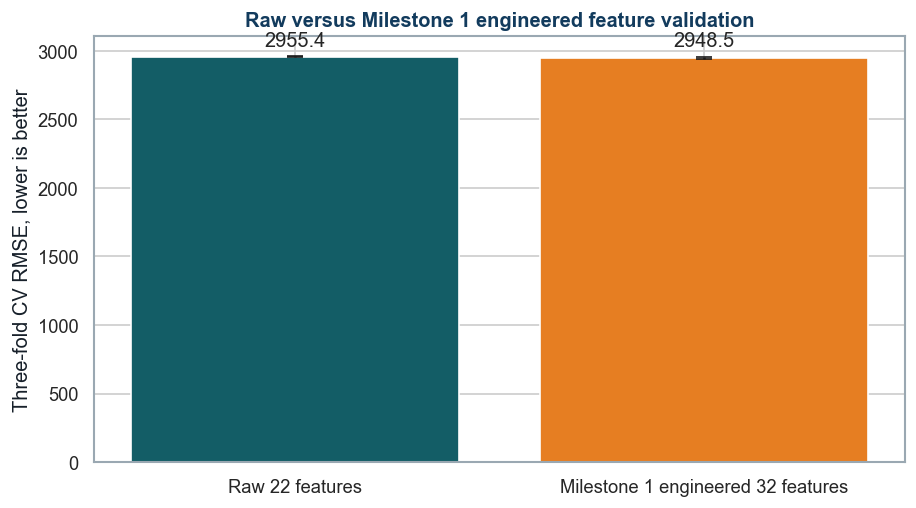 Raw versus Milestone 1 engineered feature validation
2955.4
2948.5
Three-fold CV RMSE, lower is better
3000
2500
2000
1500
1000
500
0
Raw 22 features
Milestone 1 engineered 32 features